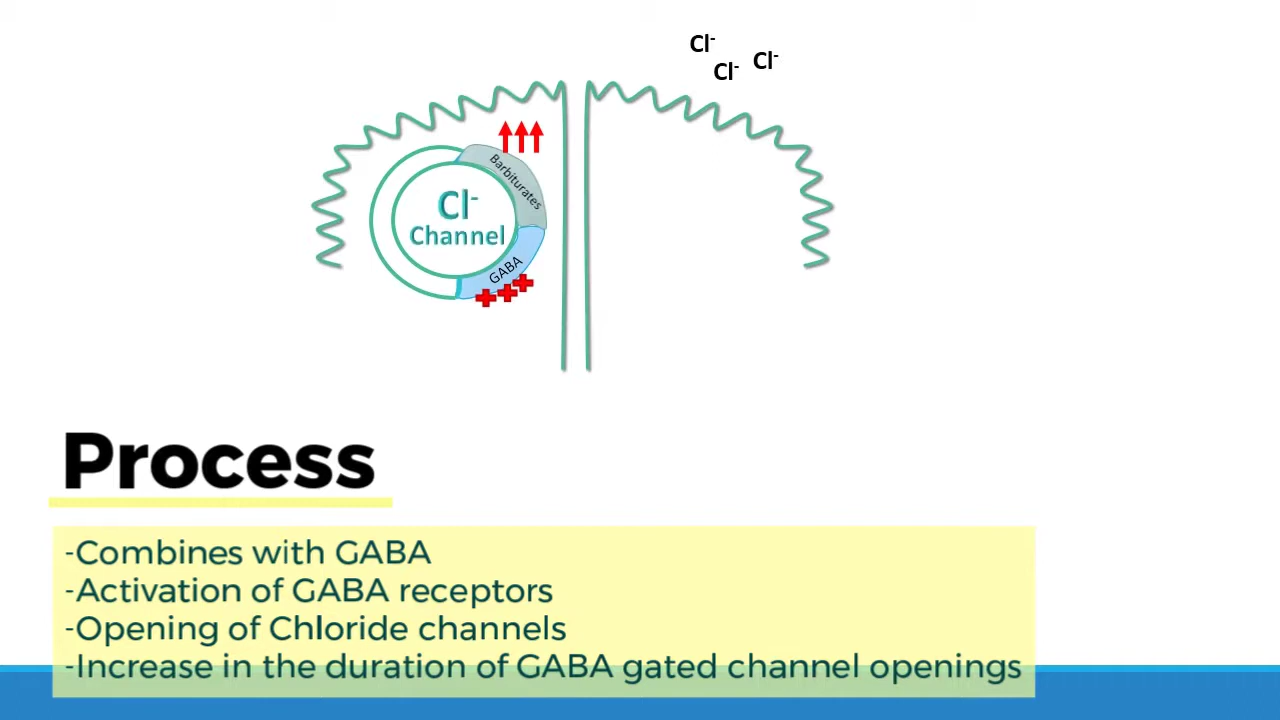 Cl-
Cl-
Cl-
Barbiturates
Cl-
Channel
GABA
Process
-Combines with GABA
-Activation of GABA receptors
-Opening of Chloride channels
-Increase in the duration of GABA gated channel openings